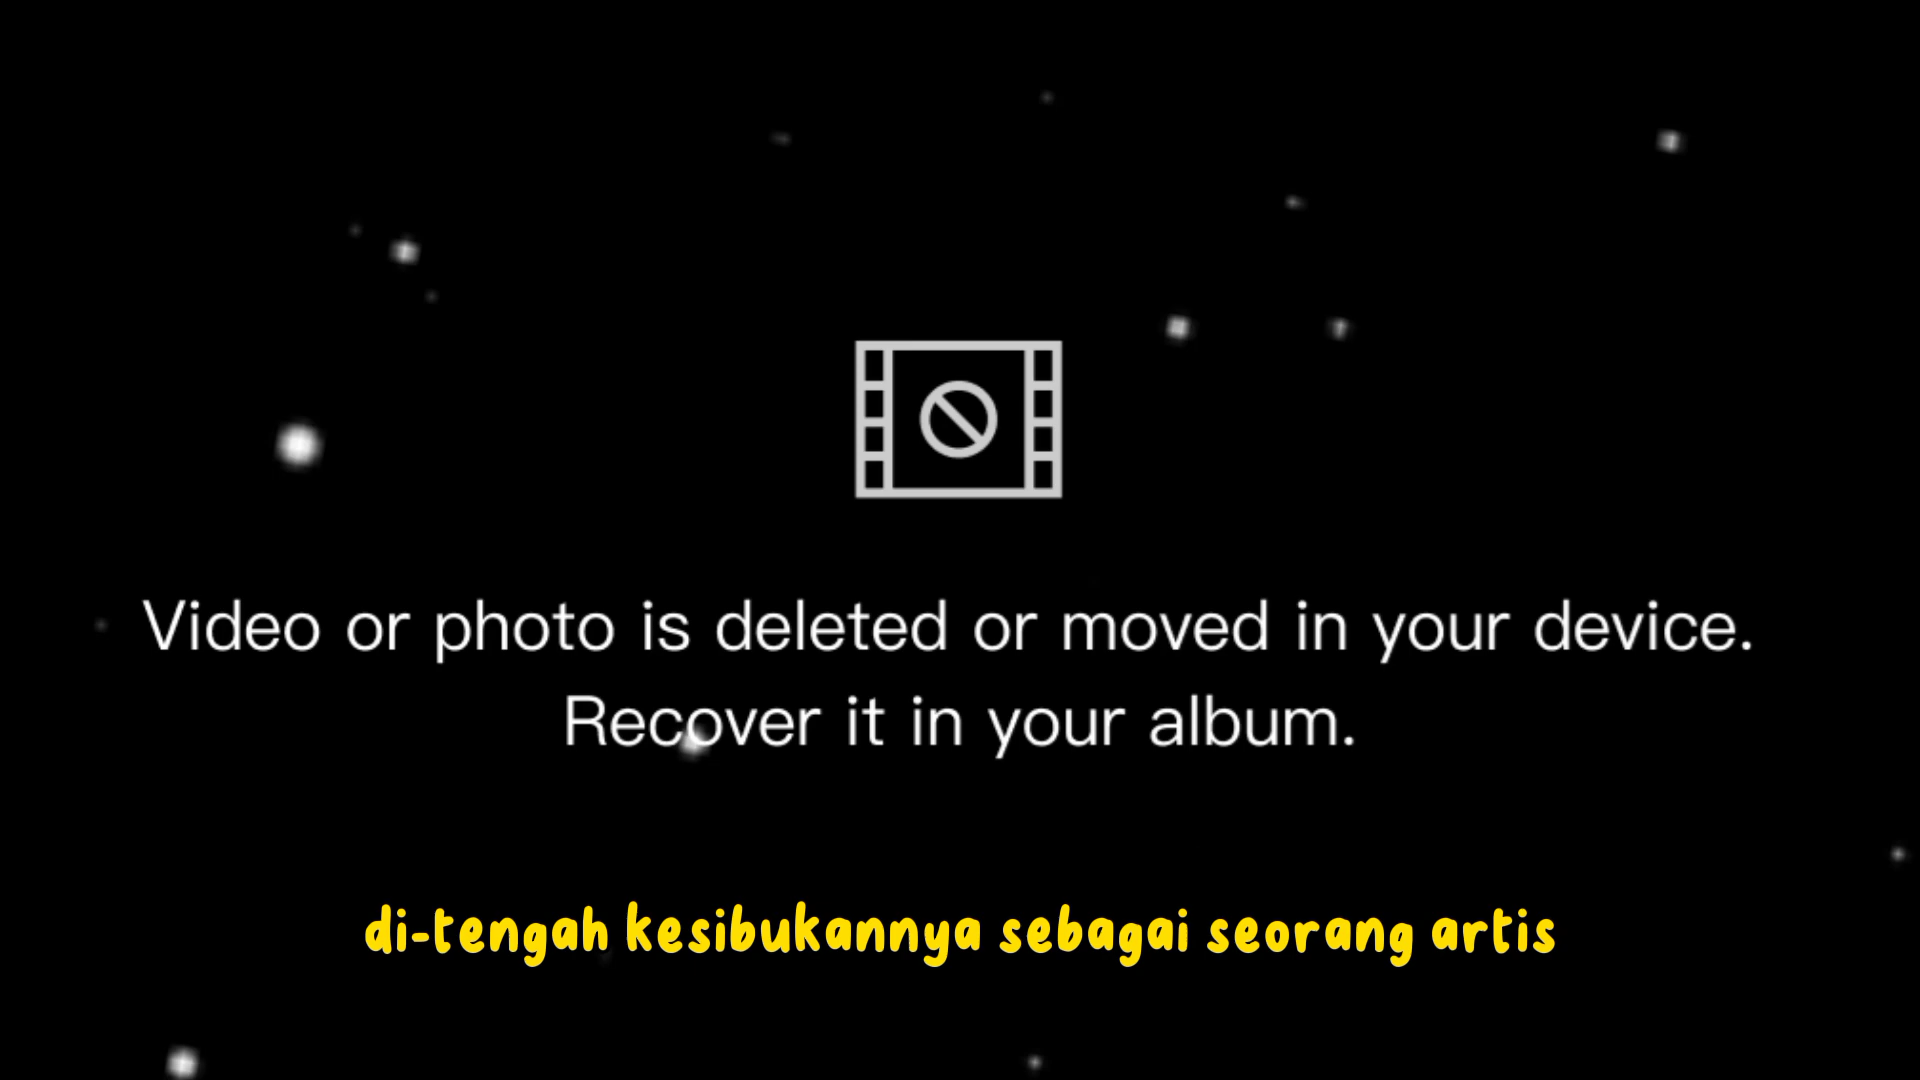 Video or photo is deleted or moved in your device.
Recover it in your album.
di-tengah kesibukannya sebagai seorang artis